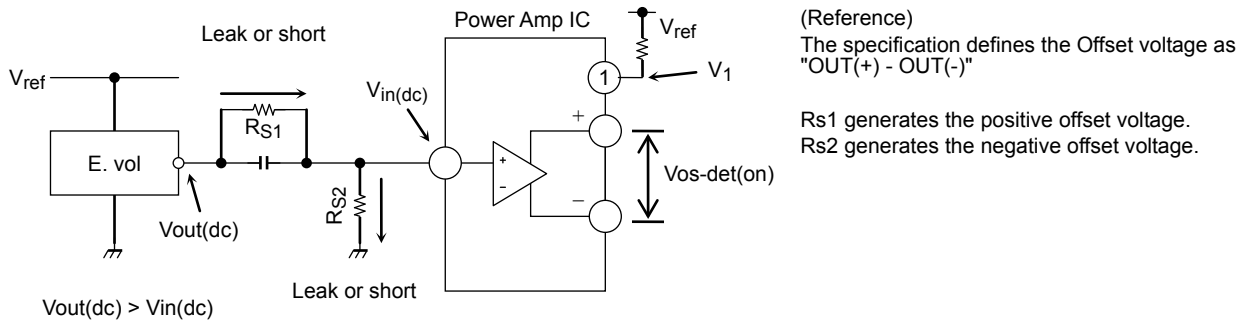 Leak or short
Power Amp IC
Vref
(Reference)
The specification defines the Offset voltage as
"OUT(+) - OUT(-)"
Vref
1
V1
Vin(dc)
RS1
+
E. vol
+
-
Rs1 generates the positive offset voltage.
Rs2 generates the negative offset voltage.
Vos-det(on)
RS2
−
Vout(dc)
Leak or short
Vout(dc) > Vin(dc)